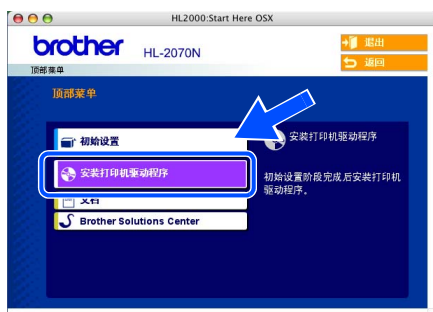 HL2000:Start Here OSX
brother
HL-2070N
退出
返回
顶部菜单
顶部菜单
初始设置
安装打印机驱动程序
安装打印机驱动程序
初始设置阶段完成后安装打印机
驱动程序。
文档
Brother Solutions Center